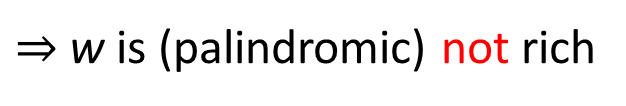 ⇒ w is (palindromic) not rich